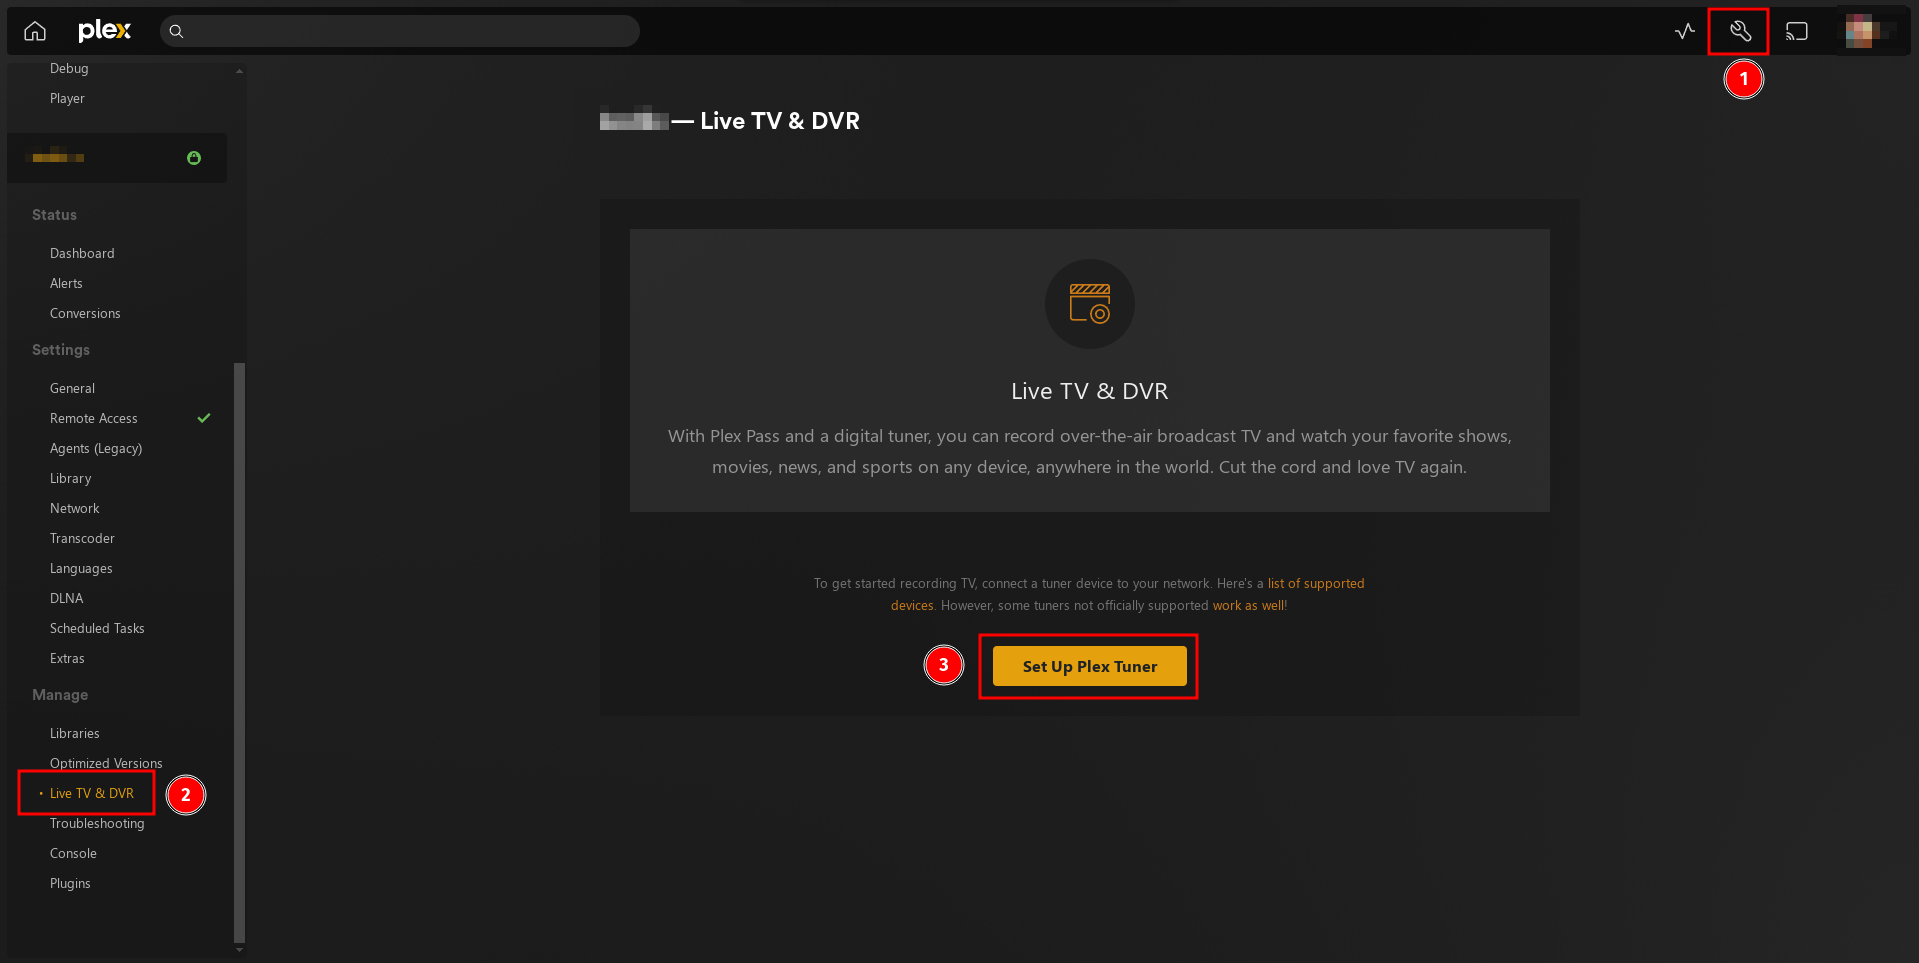 plex
1
Debug
Player
Status
Dashboard
Alerts
Conversions
Settings
General
Remote Access
Agents (Legacy)
Library
Network
Transcoder
Languages
DLNA
Scheduled Tasks
Extras
Manage
Libraries
Optimized Versions
Live TV & DVR
2
Troubleshooting
Console
Plugins
— Live TV & DVR
Live TV & DVR
With Plex Pass and a digital tuner, you can record over-the-air broadcast TV and watch your favorite shows,
movies, news, and sports on any device, anywhere in the world. Cut the cord and love TV again.
To get started recording TV, connect a tuner device to your network. Here's a list of supported
devices. However, some tuners not officially supported work as well!
3
Set Up Plex Tuner